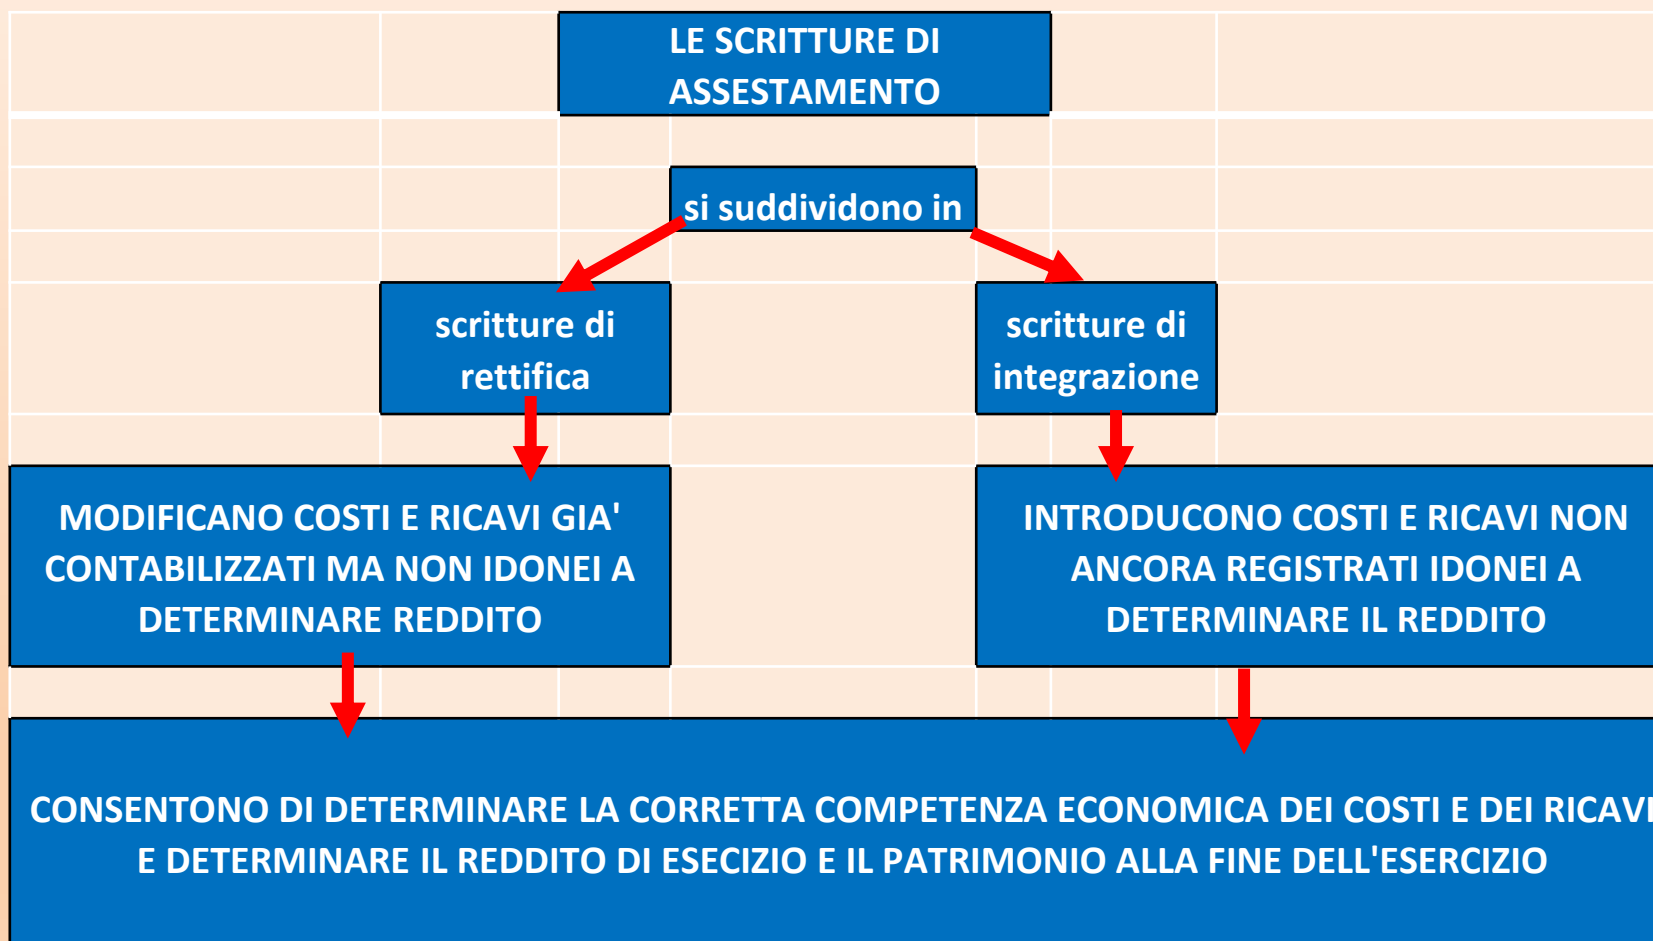 LE SCRITTURE DI
ASSESTAMENTO
si suddividono in
scritture di
rettifica
scritture di
integrazione
MODIFICANO COSTI E RICAVI GIA'
CONTABILIZZATI MA NON IDONEI A
DETERMINARE REDDITO
INTRODUCONO COSTI E RICAVI NON
ANCORA REGISTRATI IDONEI A
DETERMINARE IL REDDITO
CONSENTONO DI DETERMINARE LA CORRETTA COMPETENZA ECONOMICA DEI COSTI E DEI RICAVI
E DETERMINARE IL REDDITO DI ESECIZIO E IL PATRIMONIO ALLA FINE DELL'ESERCIZIO